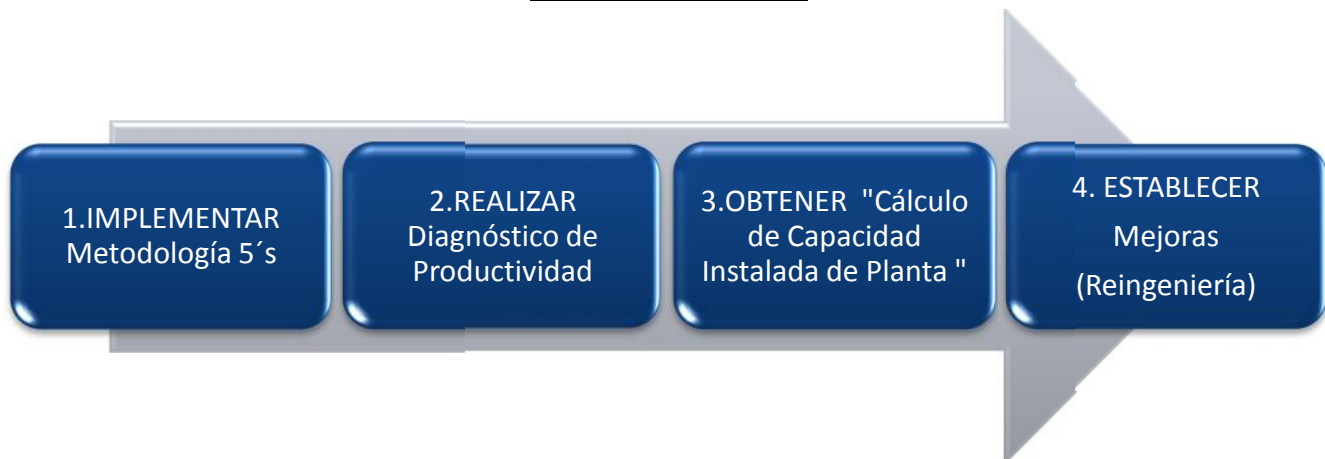 1.IMPLEMENTAR
Metodología 5´s
2.REALIZAR
Diagnóstico de
Productividad
3.OBTENER "Cálculo
de Capacidad
Instalada de Planta "
4. ESTABLECER
Mejoras
(Reingeniería)